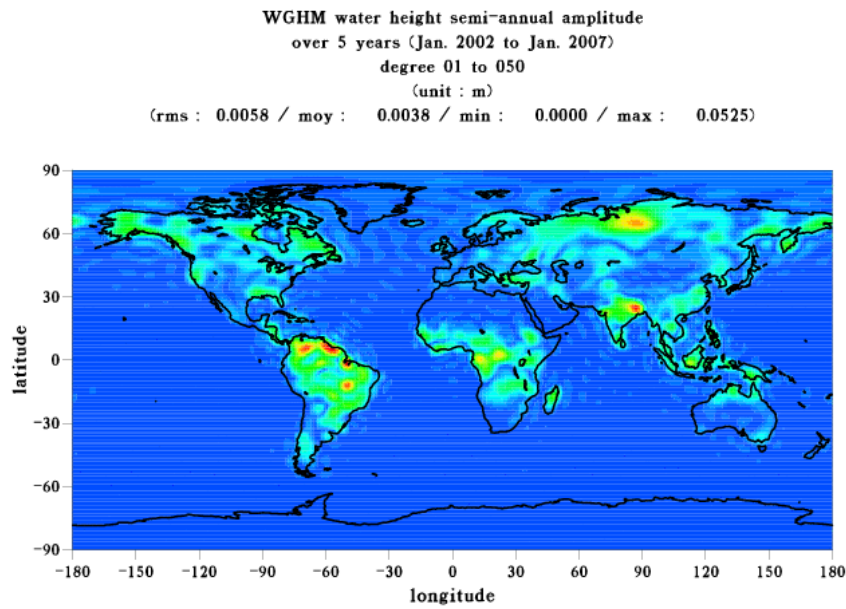 WGHM water height semi-annual amplitude
over 5 years (Jan. 2002 to Jan. 2007)
degree 01 to 050
(unit : m)
(rms : 0.0058 / moy : 0.0038 / min : 0.0000 / max : 0.0525)
90
60
30
0
-30
-60
-90
latitude
-180 -150 -120 -90 -60 -30 0 30 60 90 120 150 180
longitude